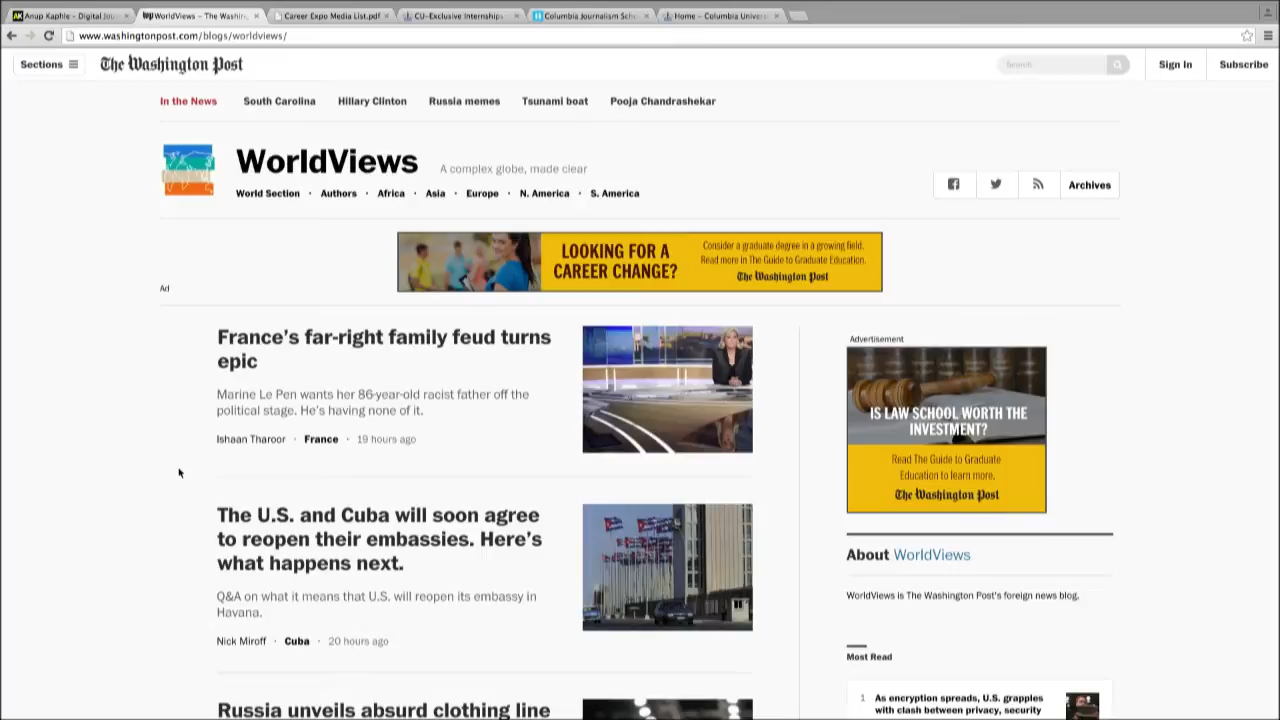 Anup Kaphle – Digital Jou
WorldViews – The Washin
Career Expo Media List.pdf
CU-Exclusive Internships
Columbia Journalism Sch
Home – Columbia Univers
www.washingtonpost.com/blogs/worldviews/
Sections
The Washington Post
Search
Sign In
Subscribe
In the News
South Carolina
Hillary Clinton
Russia memes
Tsunami boat
Pooja Chandrashekar
WorldViews
A complex globe, made clear
World Section · Authors · Africa · Asia · Europe · N. America · S. America
Archives
LOOKING FOR A
CAREER CHANGE?
Consider a graduate degree in a growing field.
Read more in The Guide to Graduate Education.
The Washington Post
Ad
France's far-right family feud turns
epic
Marine Le Pen wants her 86-year-old racist father off the
political stage. He's having none of it.
Ishaan Tharoor · France · 19 hours ago
The U.S. and Cuba will soon agree
to reopen their embassies. Here's
what happens next.
Q&A on what it means that U.S. will reopen its embassy in
Havana.
Nick Miroff · Cuba · 20 hours ago
Russia unveils absurd clothing line
Advertisement
IS LAW SCHOOL WORTH THE
INVESTMENT?
Read The Guide to Graduate
Education to learn more.
The Washington Post
About WorldViews
WorldViews is The Washington Post's foreign news blog.
Most Read
1 As encryption spreads, U.S. grapples
with clash between privacy, security